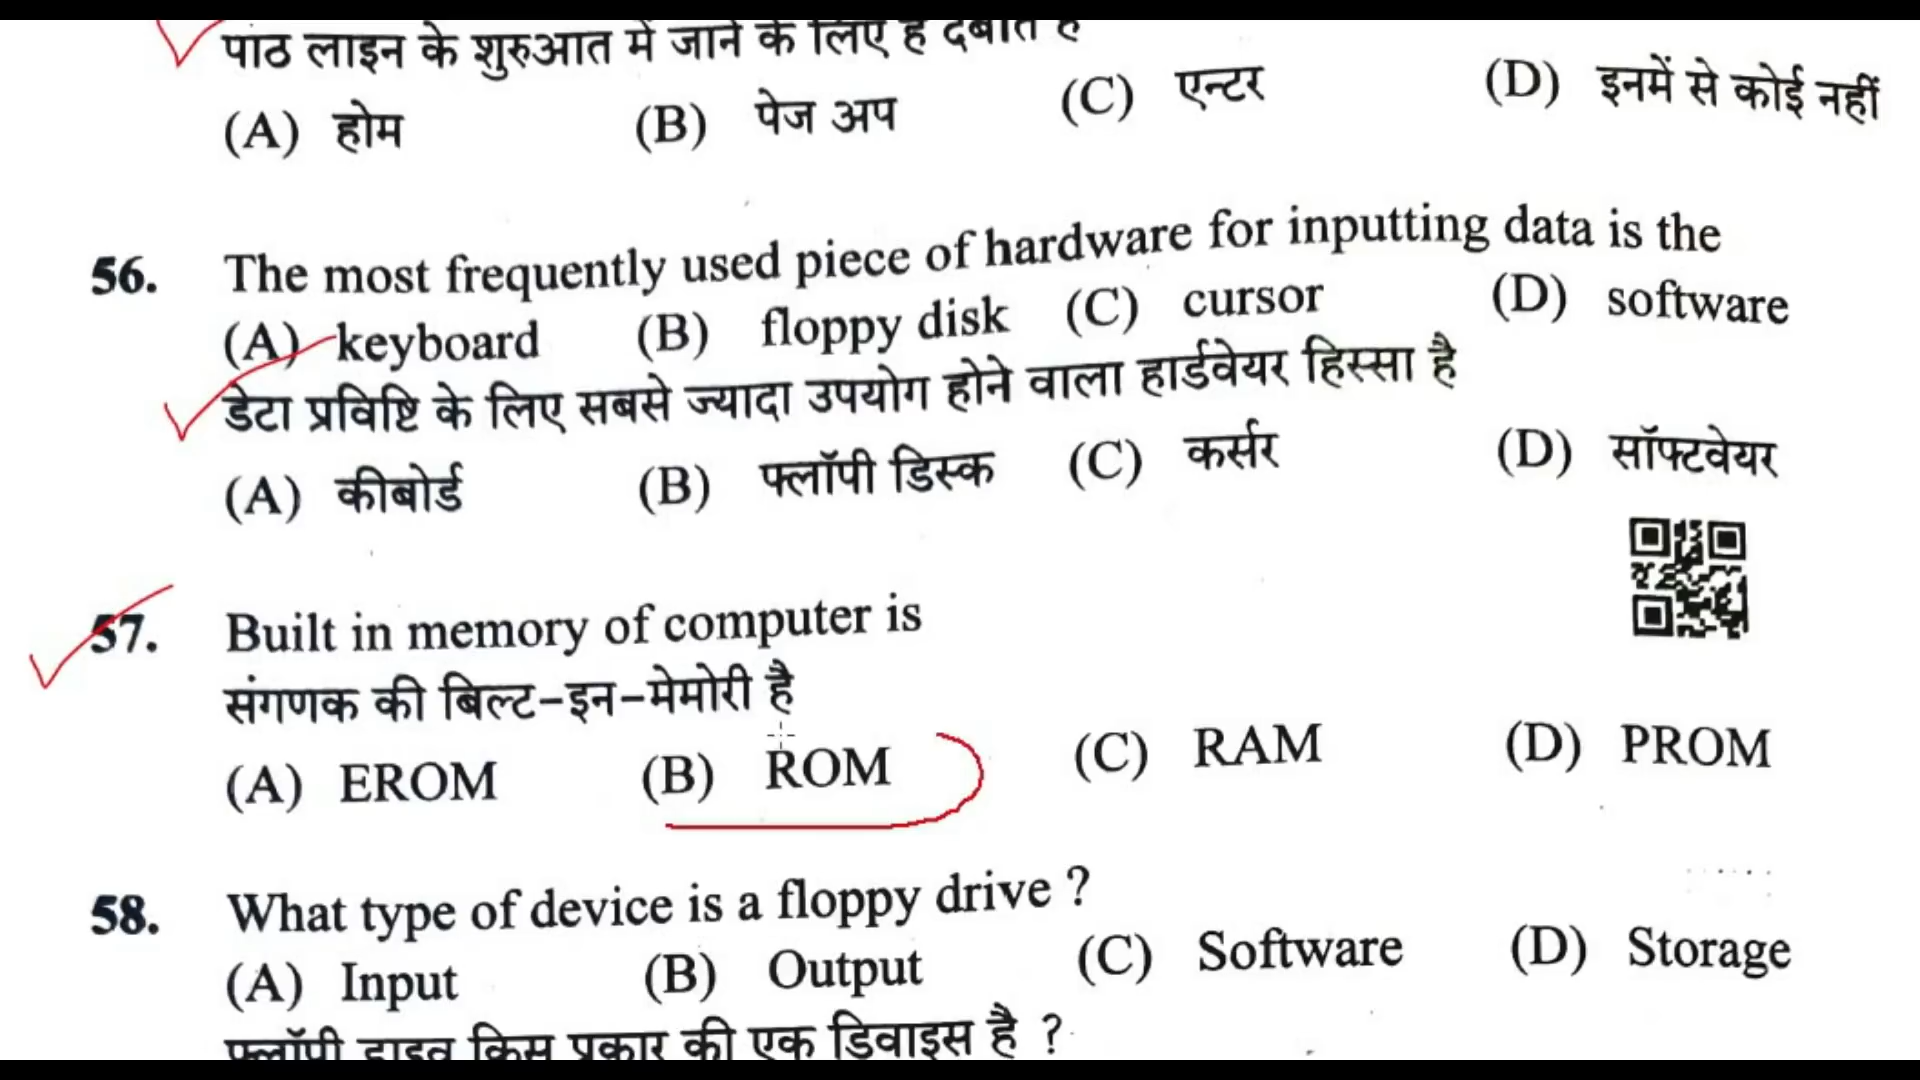 पाठ लाइन के शुरुआत में जाने के लिए हैं दबाते हैं
(A) होम (B) पेज अप (C) एन्टर (D) इनमें से कोई नहीं
56. The most frequently used piece of hardware for inputting data is the
(A) keyboard (B) floppy disk (C) cursor (D) software
डेटा प्रविष्टि के लिए सबसे ज्यादा उपयोग होने वाला हार्डवेयर हिस्सा है
(A) कीबोर्ड (B) फ्लॉपी डिस्क (C) कर्सर (D) सॉफ्टवेयर
57. Built in memory of computer is
संगणक की बिल्ट-इन-मेमोरी है
(A) EROM (B) ROM (C) RAM (D) PROM
58. What type of device is a floppy drive ?
(A) Input (B) Output (C) Software (D) Storage
फ्लॉपी ड्राइव किस प्रकार की एक डिवाइस है ?